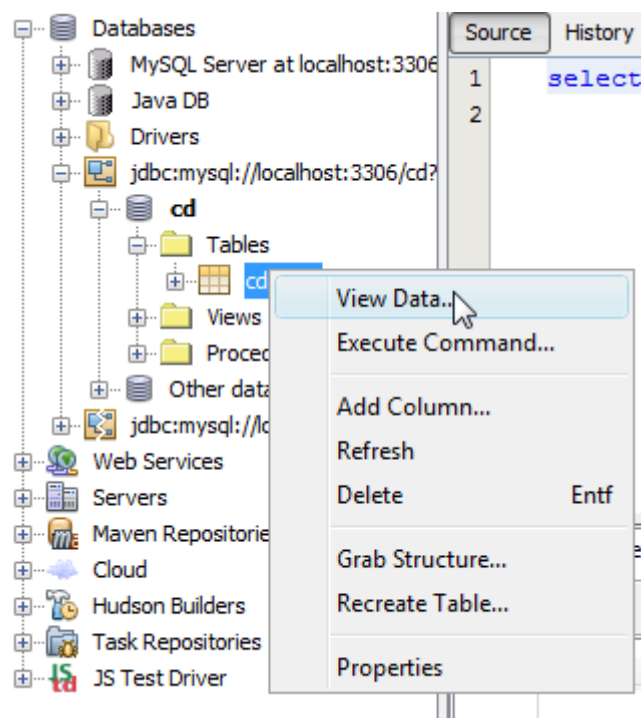 Databases
MySQL Server at localhost:3306
Java DB
Drivers
jdbc:mysql://localhost:3306/cd?
cd
Tables
cd
Views
Proced
Other data
jdbc:mysql://lo
Web Services
Servers
Maven Repositorie
Cloud
Hudson Builders
Task Repositories
JS Test Driver
Source History
1 select
2
View Data...
Execute Command...
Add Column...
Refresh
Delete Entf
Grab Structure...
Recreate Table...
Properties